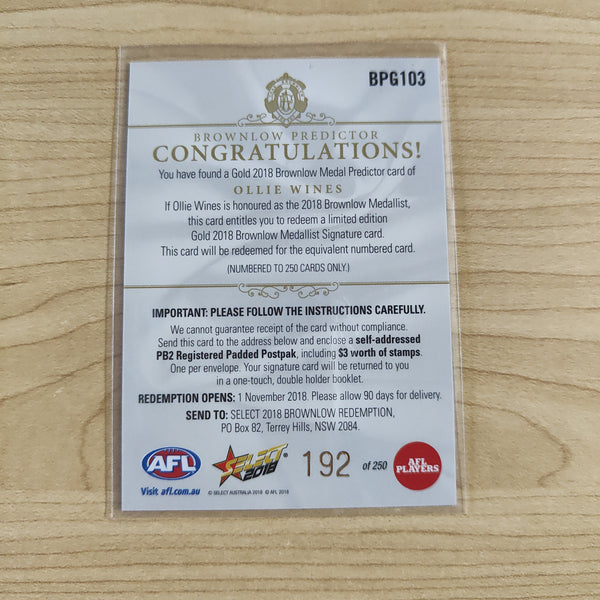 BPG103
BROWNLOW PREDICTOR
CONGRATULATIONS!
You have found a Gold 2018 Brownlow Medal Predictor card of
OLLIE WINES
If Ollie Wines is honoured as the 2018 Brownlow Medallist,
this card entitles you to redeem a limited edition
Gold 2018 Brownlow Medallist Signature card.
This card will be redeemed for the equivalent numbered card.
(NUMBERED TO 250 CARDS ONLY.)
IMPORTANT: PLEASE FOLLOW THE INSTRUCTIONS CAREFULLY.
We cannot guarantee receipt of the card without compliance.
Send this card to the address below and enclose a self-addressed
PB2 Registered Padded Postpak, including $3 worth of stamps.
One per envelope. Your signature card will be returned to you
in a one-touch, double holder booklet.
REDEMPTION OPENS: 1 November 2018. Please allow 90 days for delivery.
SEND TO: SELECT 2018 BROWNLOW REDEMPTION,
PO Box 82, Terrey Hills, NSW 2084.
AFL
SELECT
2018
®
192 of 250
AFL
PLAYERS
Visit afl.com.au
© SELECT AUSTRALIA 2018 © AFL 2018